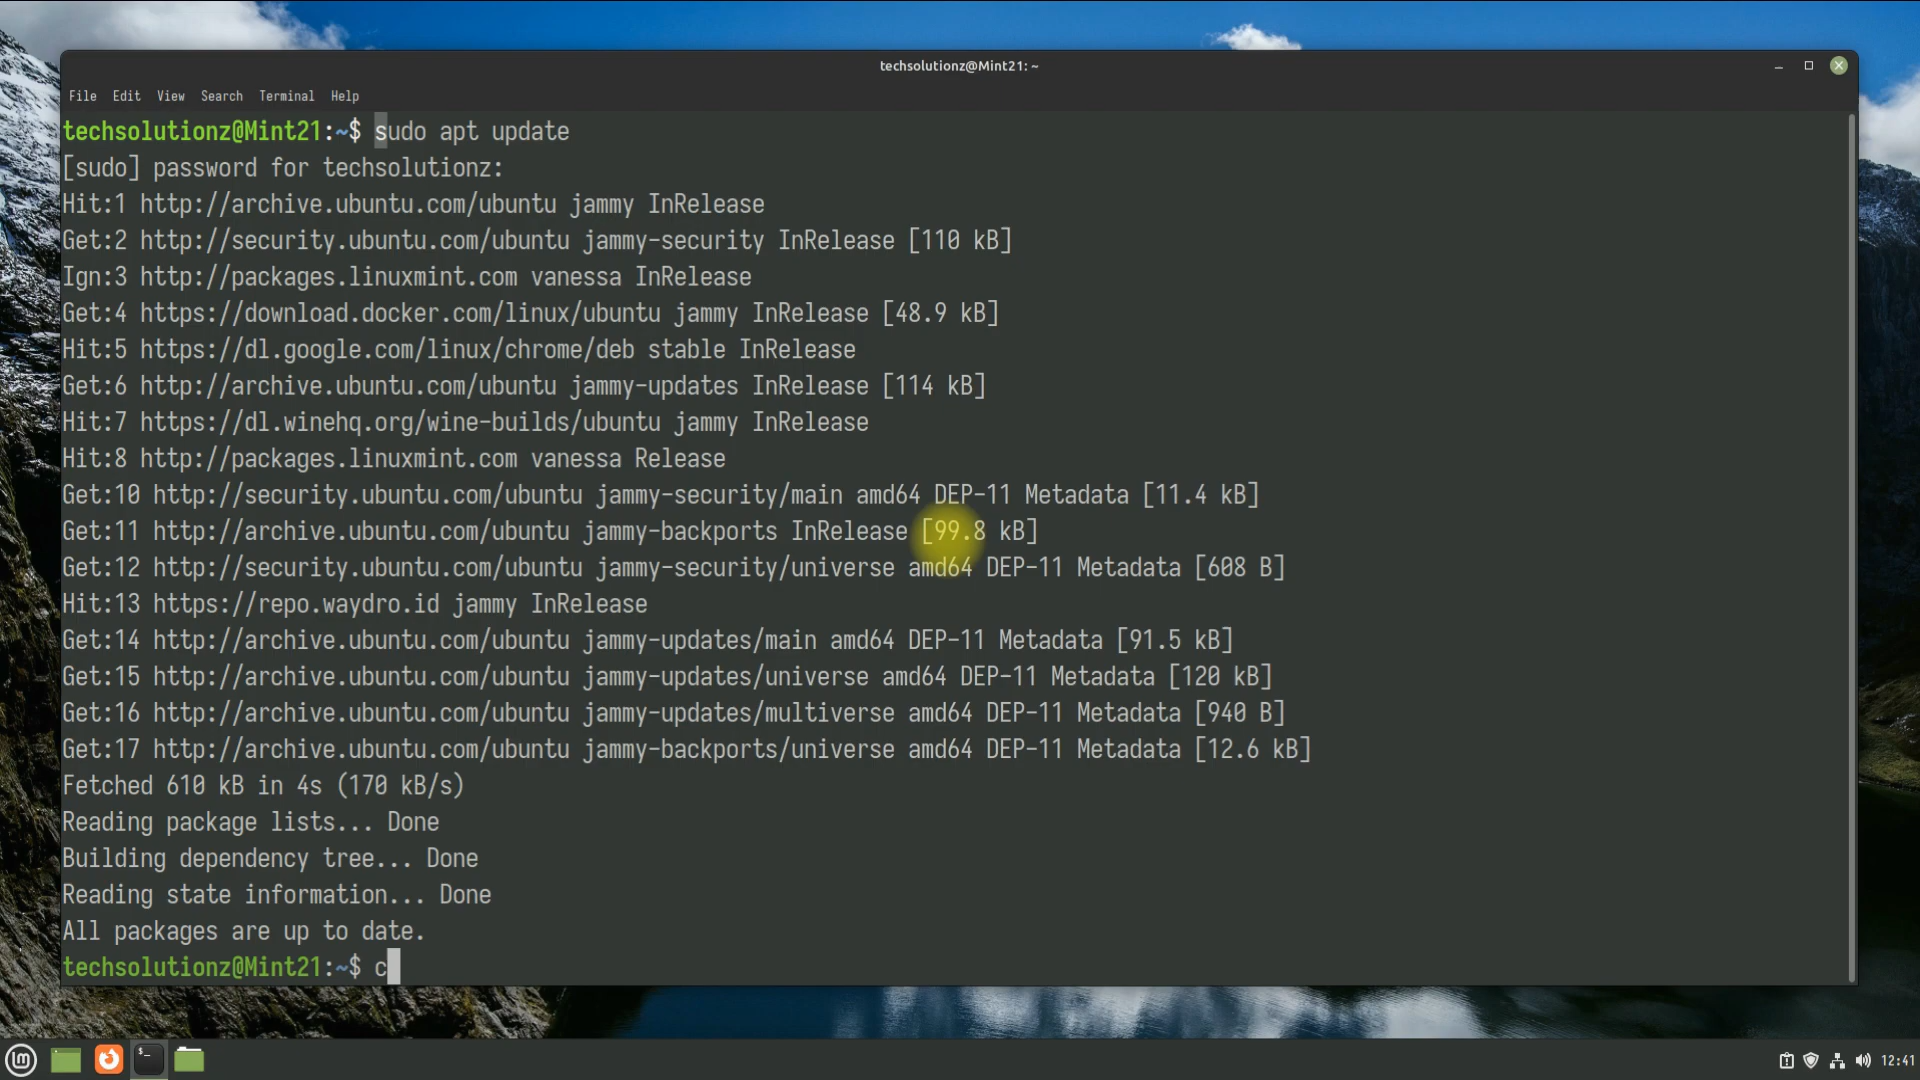 techsolutionz@Mint21: ~
File Edit View Search Terminal Help
techsolutionz@Mint21:~$ sudo apt update
[sudo] password for techsolutionz:
Hit:1 http://archive.ubuntu.com/ubuntu jammy InRelease
Get:2 http://security.ubuntu.com/ubuntu jammy-security InRelease [110 kB]
Ign:3 http://packages.linuxmint.com vanessa InRelease
Get:4 https://download.docker.com/linux/ubuntu jammy InRelease [48.9 kB]
Hit:5 https://dl.google.com/linux/chrome/deb stable InRelease
Get:6 http://archive.ubuntu.com/ubuntu jammy-updates InRelease [114 kB]
Hit:7 https://dl.winehq.org/wine-builds/ubuntu jammy InRelease
Hit:8 http://packages.linuxmint.com vanessa Release
Get:10 http://security.ubuntu.com/ubuntu jammy-security/main amd64 DEP-11 Metadata [11.4 kB]
Get:11 http://archive.ubuntu.com/ubuntu jammy-backports InRelease [99.8 kB]
Get:12 http://security.ubuntu.com/ubuntu jammy-security/universe amd64 DEP-11 Metadata [608 B]
Hit:13 https://repo.waydro.id jammy InRelease
Get:14 http://archive.ubuntu.com/ubuntu jammy-updates/main amd64 DEP-11 Metadata [91.5 kB]
Get:15 http://archive.ubuntu.com/ubuntu jammy-updates/universe amd64 DEP-11 Metadata [120 kB]
Get:16 http://archive.ubuntu.com/ubuntu jammy-updates/multiverse amd64 DEP-11 Metadata [940 B]
Get:17 http://archive.ubuntu.com/ubuntu jammy-backports/universe amd64 DEP-11 Metadata [12.6 kB]
Fetched 610 kB in 4s (170 kB/s)
Reading package lists... Done
Building dependency tree... Done
Reading state information... Done
All packages are up to date.
techsolutionz@Mint21:~$ c
12:41